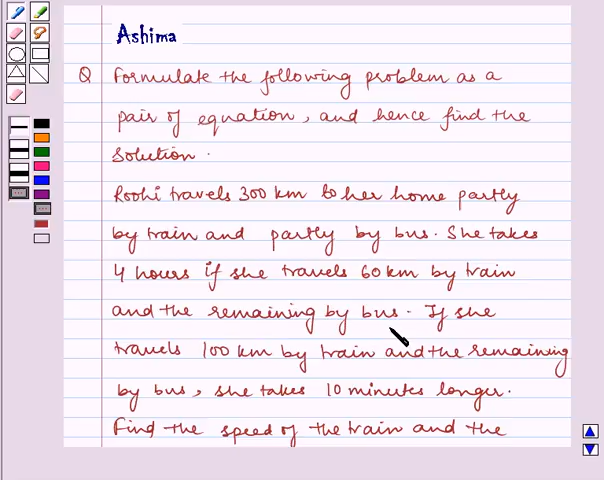 Ashima
Q Formulate the following problem as a
pair of equation, and hence find the
solution.
Roohi travels 300 km to her home partly
by train and partly by bus. She takes
4 hours if she travels 60 km by train
and the remaining by bus. If she
travels 100 km by train and the remaining
by bus, she takes 10 minutes longer.
Find the speed of the train and the